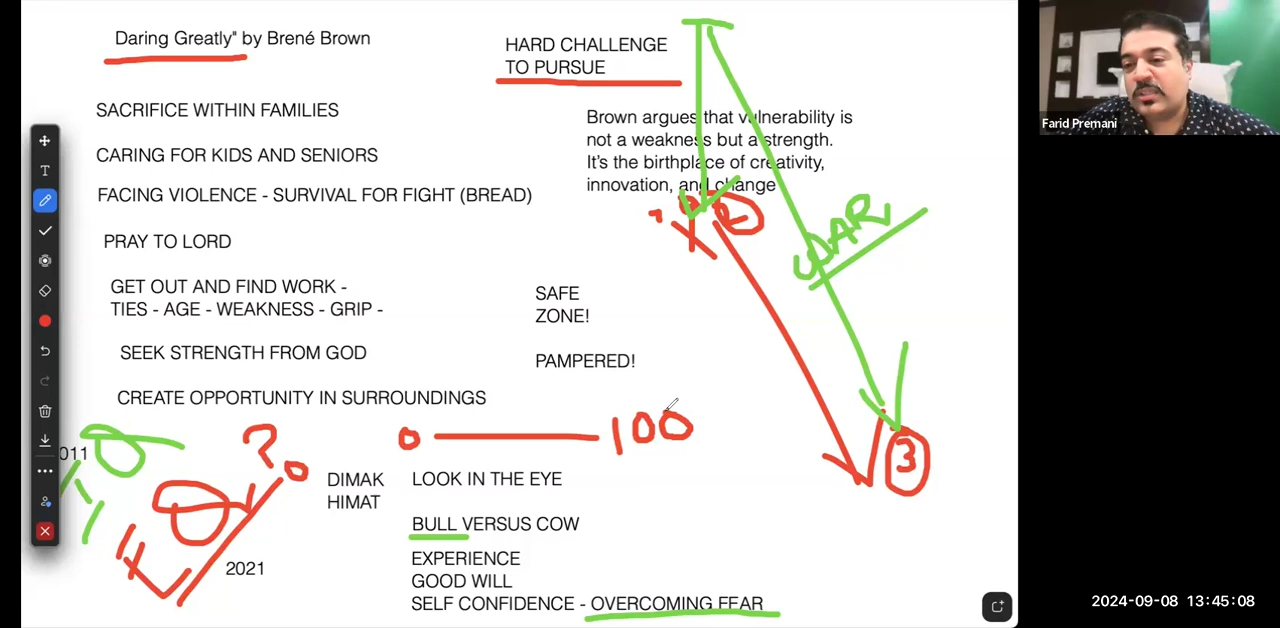 Daring Greatly" by Brené Brown
HARD CHALLENGE
TO PURSUE
SACRIFICE WITHIN FAMILIES
Brown argues that vulnerability is
not a weakness but a strength.
It's the birthplace of creativity,
innovation, and change
CARING FOR KIDS AND SENIORS
FACING VIOLENCE - SURVIVAL FOR FIGHT (BREAD)
PRAY TO LORD
GET OUT AND FIND WORK -
TIES - AGE - WEAKNESS - GRIP -
SAFE
ZONE!
SEEK STRENGTH FROM GOD
PAMPERED!
CREATE OPPORTUNITY IN SURROUNDINGS
WAR
2
3
0
100
?
011
DIMAK
HIMAT
LOOK IN THE EYE
BULL VERSUS COW
2021
EXPERIENCE
GOOD WILL
SELF CONFIDENCE - OVERCOMING FEAR
T
Farid Premani
2024-09-08 13:45:08